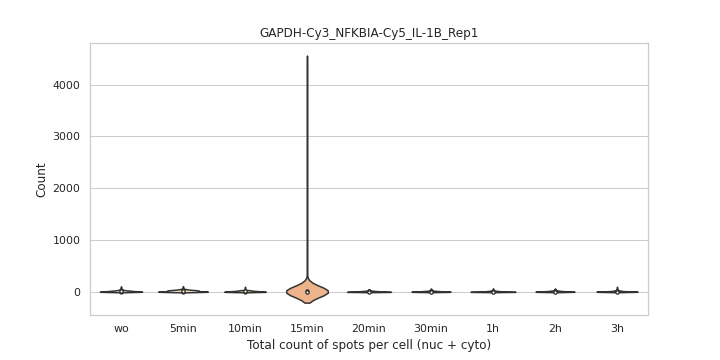 GAPDH-Cy3_NFKBIA-Cy5_IL-1B_Rep1
4000
3000
2000
1000
0
Count
wo 5min 10min 15min 20min 30min 1h 2h 3h
Total count of spots per cell (nuc + cyto)